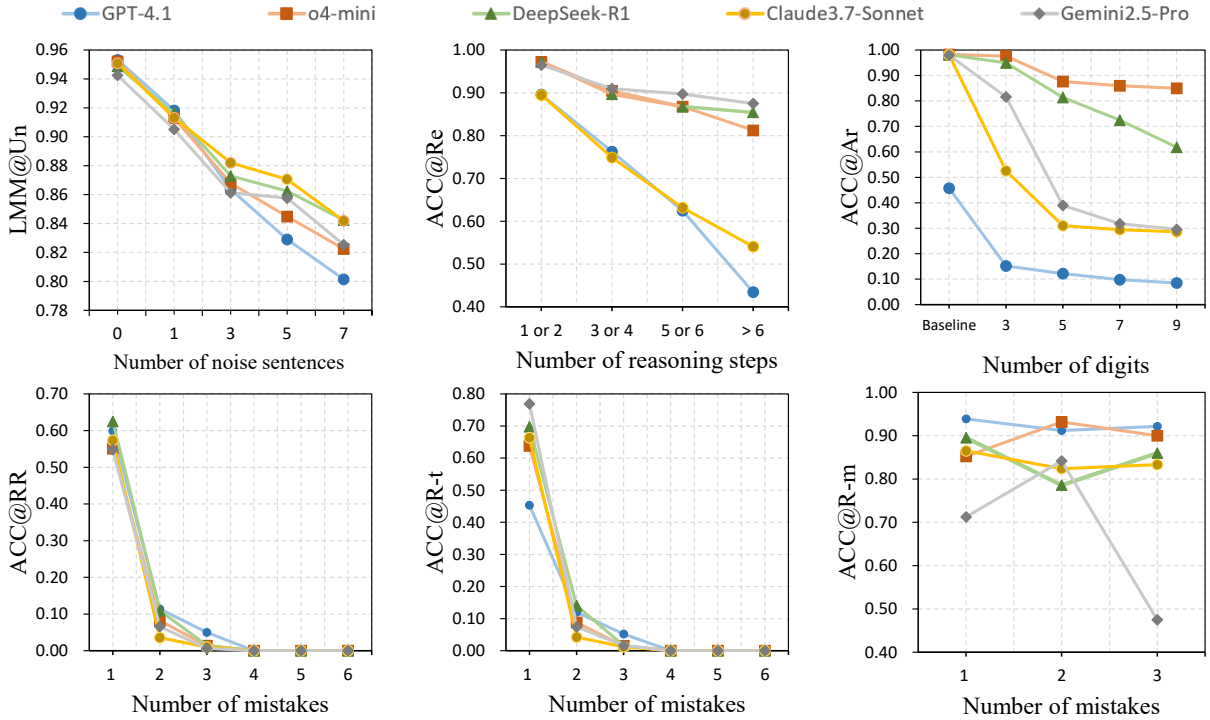 GPT-4.1 o4-mini DeepSeek-R1 Claude3.7-Sonnet Gemini2.5-Pro
LMM@Un
0.96
0.94
0.92
0.90
0.88
0.86
0.84
0.82
0.80
0.78
0 1 3 5 7
Number of noise sentences
ACC@Re
1.00
0.90
0.80
0.70
0.60
0.50
0.40
1 or 2 3 or 4 5 or 6 > 6
Number of reasoning steps
ACC@Ar
1.00
0.90
0.80
0.70
0.60
0.50
0.40
0.30
0.20
0.10
0.00
Baseline 3 5 7 9
Number of digits
ACC@RR
0.70
0.60
0.50
0.40
0.30
0.20
0.10
0.00
1 2 3 4 5 6
Number of mistakes
ACC@R-t
0.80
0.70
0.60
0.50
0.40
0.30
0.20
0.10
0.00
1 2 3 4 5 6
Number of mistakes
ACC@R-m
1.00
0.90
0.80
0.70
0.60
0.50
0.40
1 2 3
Number of mistakes